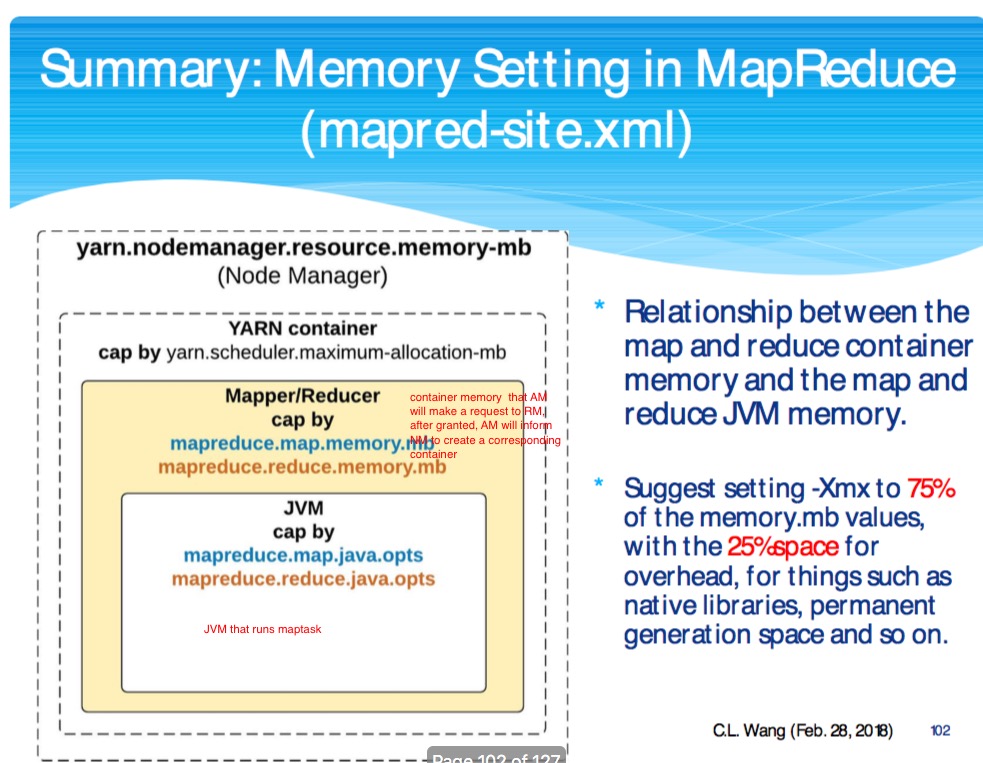 Summary: Memory Setting in MapReduce
(mapred-site.xml)
yarn.nodemanager.resource.memory-mb
(Node Manager)
YARN container
cap by yarn.scheduler.maximum-allocation-mb
Mapper/Reducer
cap by
mapreduce.map.memory.mb
mapreduce.reduce.memory.mb
container memory that AM
will make a request to RM,
after granted, AM will inform
NM to create a corresponding
container
JVM
cap by
mapreduce.map.java.opts
mapreduce.reduce.java.opts
JVM that runs maptask
* Relationship between the
map and reduce container
memory and the map and
reduce JVM memory.
* Suggest setting -Xmx to 75%
of the memory.mb values,
with the 25%space for
overhead, for things such as
native libraries, permanent
generation space and so on.
C.L. Wang (Feb. 28, 2018)
102
Page 102 of 127